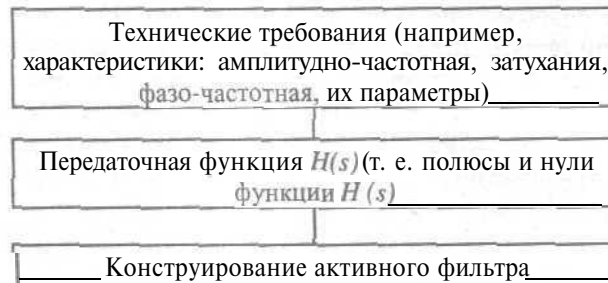 Технические требования (например,
характеристики: амплитудно-частотная, затухания,
фазо-частотная, их параметры)
Передаточная функция H(s) (т. е. полюсы и нули
функции H (s)
Конструирование активного фильтра